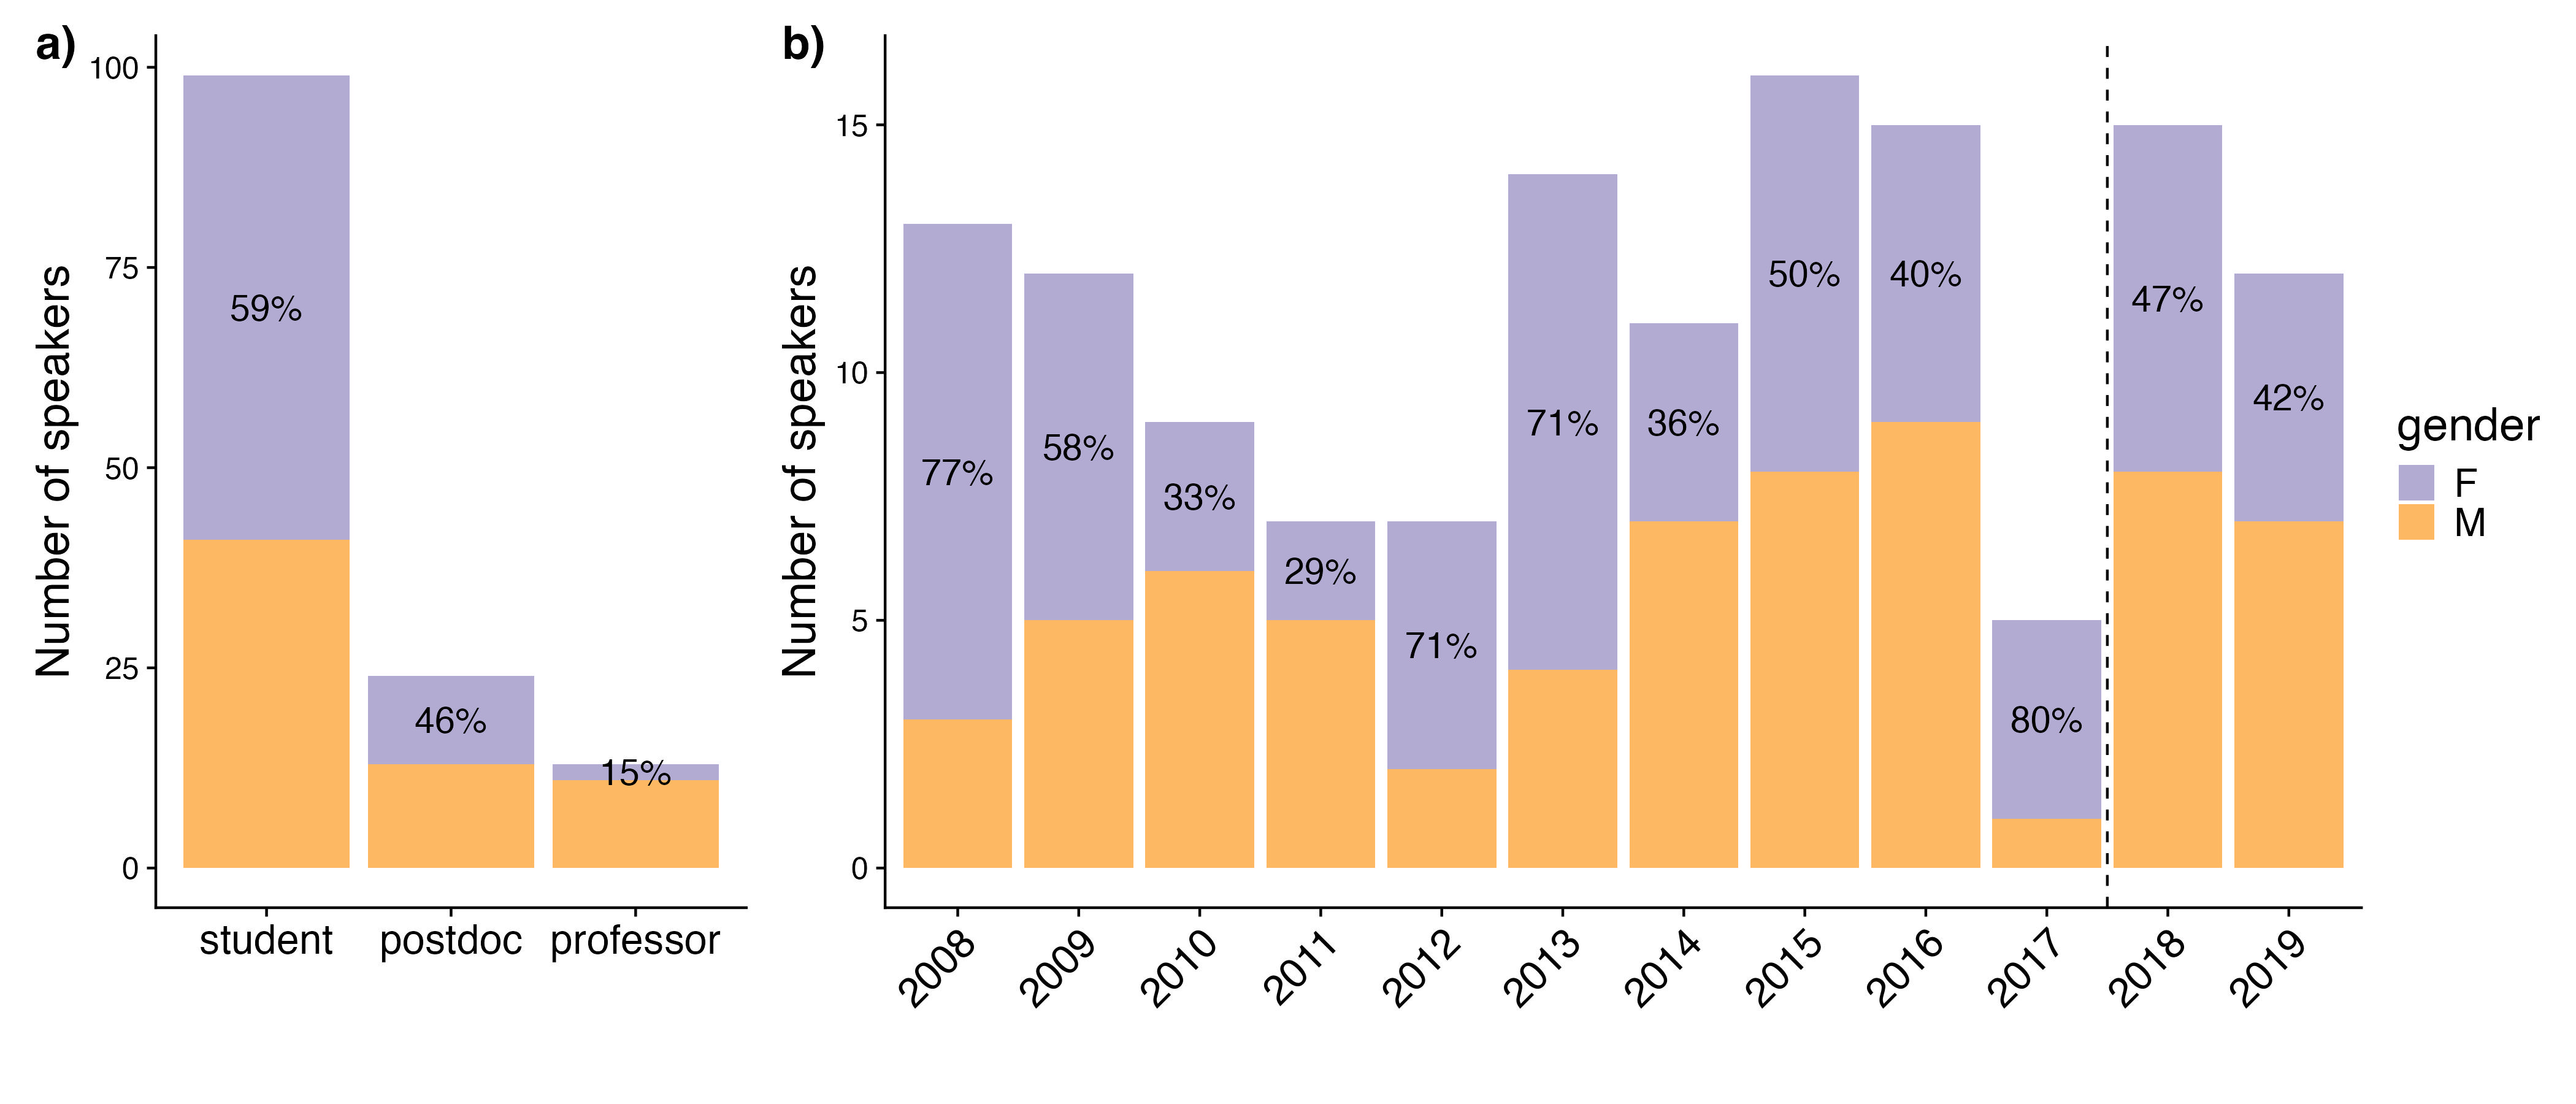 a)
Number of speakers
100
75
50
25
0
59%
46%
15%
student postdoc professor
b)
Number of speakers
15
10
5
0
77%
58%
33%
29%
71%
71%
36%
50%
40%
80%
47%
42%
2008 2009 2010 2011 2012 2013 2014 2015 2016 2017 2018 2019
gender
F
M